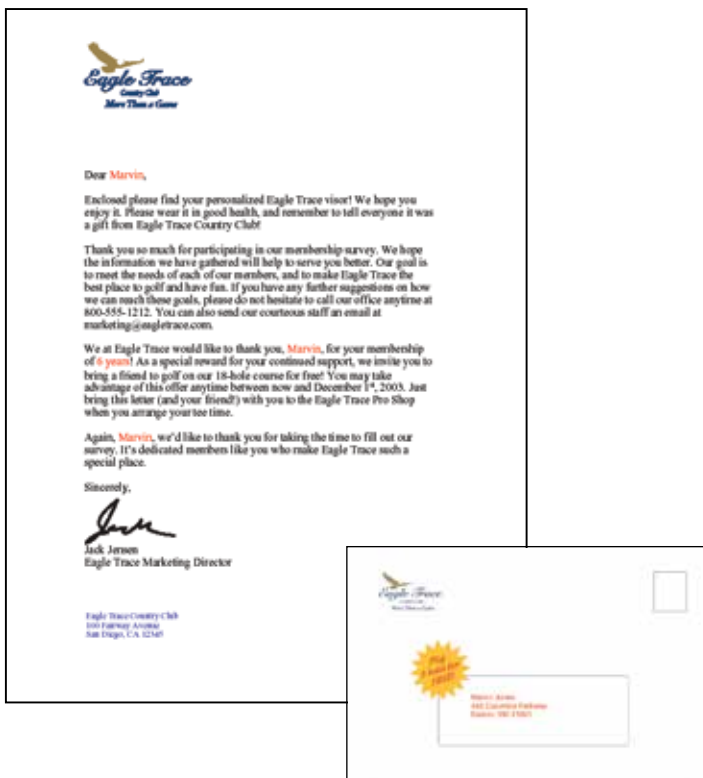 Eagle Trace
Country Club
More Than a Game
Dear Marvin,
Enclosed please find your personalized Eagle Trace visor! We hope you
enjoy it. Please wear it in good health, and remember to tell everyone it was
a gift from Eagle Trace Country Club!
Thank you so much for participating in our membership survey. We hope
the information we have gathered will help to serve you better. Our goal is
to meet the needs of each of our members, and to make Eagle Trace the
best place to golf and have fun. If you have any further suggestions on how
we can reach these goals, please do not hesitate to call our office anytime at
800-555-1212. You can also send our courteous staff an email at
marketing@eagletrace.com.
We at Eagle Trace would like to thank you, Marvin, for your membership
of 6 years! As a special reward for your continued support, we invite you to
bring a friend to golf on our 18-hole course for free! You may take
advantage of this offer anytime between now and December 1st, 2003. Just
bring this letter (and your friend!) with you to the Eagle Trace Pro Shop
when you arrange your tee time.
Again, Marvin, we'd like to thank you for taking the time to fill out our
survey. It's dedicated members like you who make Eagle Trace such a
special place.
Sincerely,
Jack
Jack Jensen
Eagle Trace Marketing Director
Eagle Trace Country Club
100 Fairway Avenue
San Diego, CA 12345
Eagle Trace